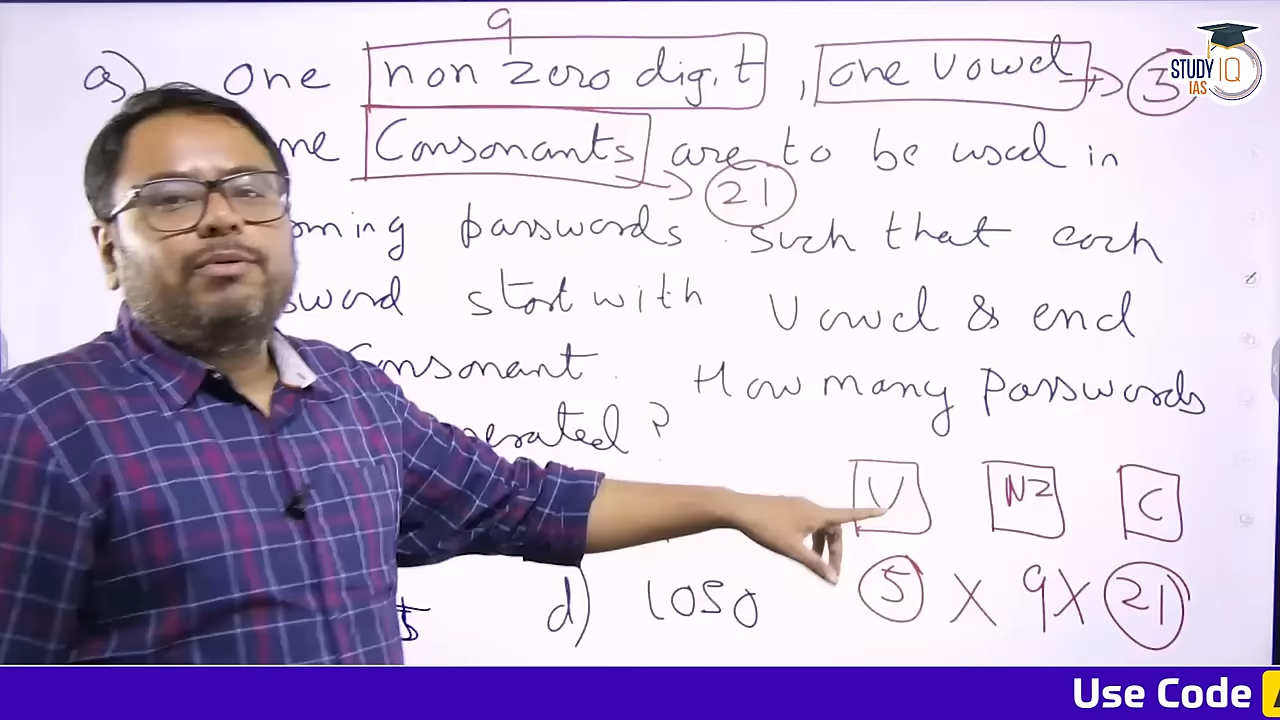 9
Q) One non zero digit, one vowel → 5
Consonants are to be used in
→ 21
passwords such that each
start with Vowel & end
Consonant. How many passwords
?
V NZ C
d) 1050 5 X 9 X 21
STUDY IQ
IAS
Use Code